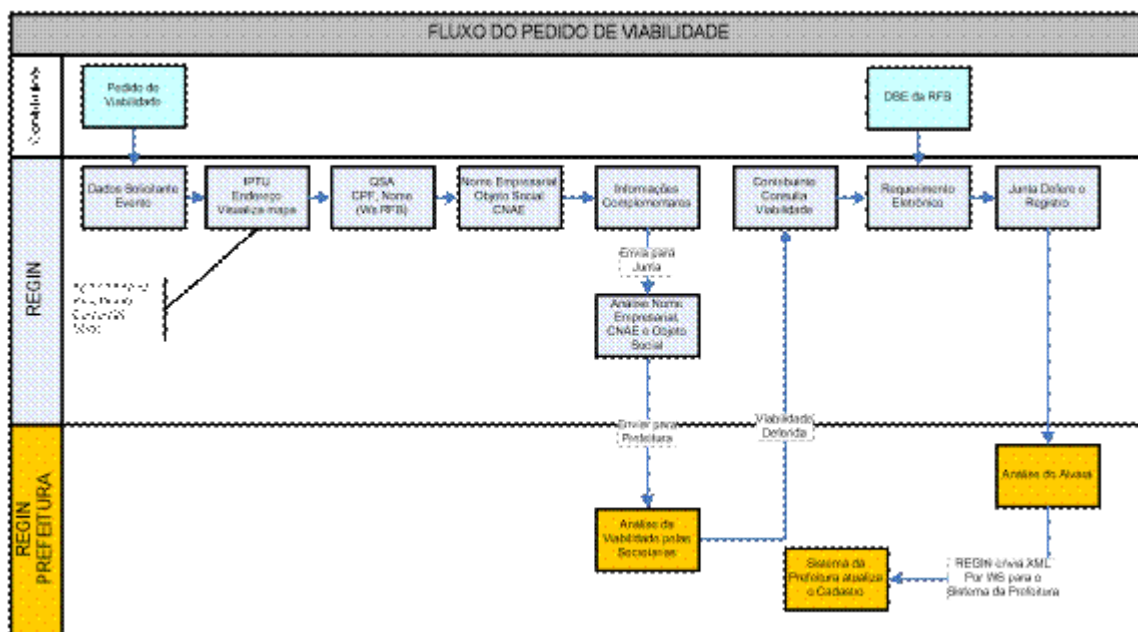 FLUXO DO PEDIDO DE VIABILIDADE
Pedido de
Viabilidade
DBE da RFB
REGIN
Dados Solicitante
Evento
IPTU
Endereço
Visualiza mapa
QSA
CPF, Nome
(Ws RFB)
Nome Empresarial
Objeto Social
CNAE
Informações
Complementares
Contribuinte
Consulta
Viabilidade
Requerimento
Eletrônico
Junta Defere o
Registro
Envia para
Junta
Análise Nome
Empresarial,
CNAE e Objeto
Social
Enviar para
Prefeitura
Viabilidade
Deferida
REGIN
PREFEITURA
Análise da
Viabilidade pelas
Secretarias
Análise do Alvará
Sistema da
Prefeitura atualiza
o Cadastro
REGIN envia XML
Por WS para o
Sistema da Prefeitura